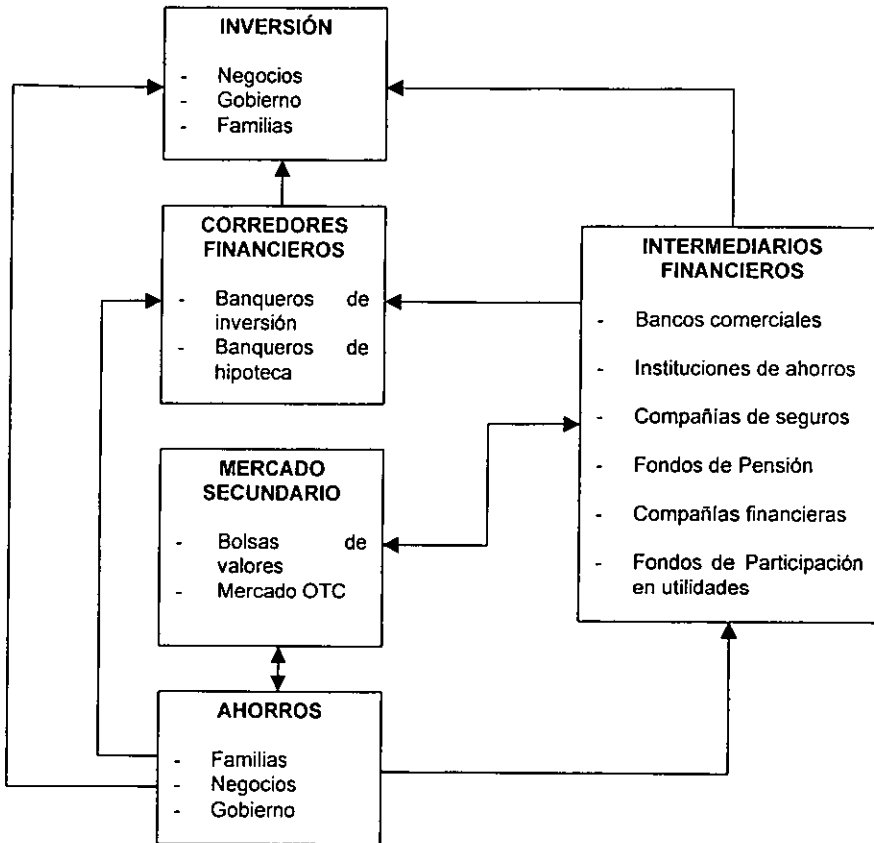 INVERSIÓN
- Negocios
- Gobierno
- Familias
CORREDORES
FINANCIEROS
- Banqueros de
inversión
- Banqueros de
hipoteca
INTERMEDIARIOS
FINANCIEROS
- Bancos comerciales
- Instituciones de ahorros
- Compañías de seguros
- Fondos de Pensión
- Compañías financieras
- Fondos de Participación
en utilidades
MERCADO
SECUNDARIO
- Bolsas de
valores
- Mercado OTC
AHORROS
- Familias
- Negocios
- Gobierno